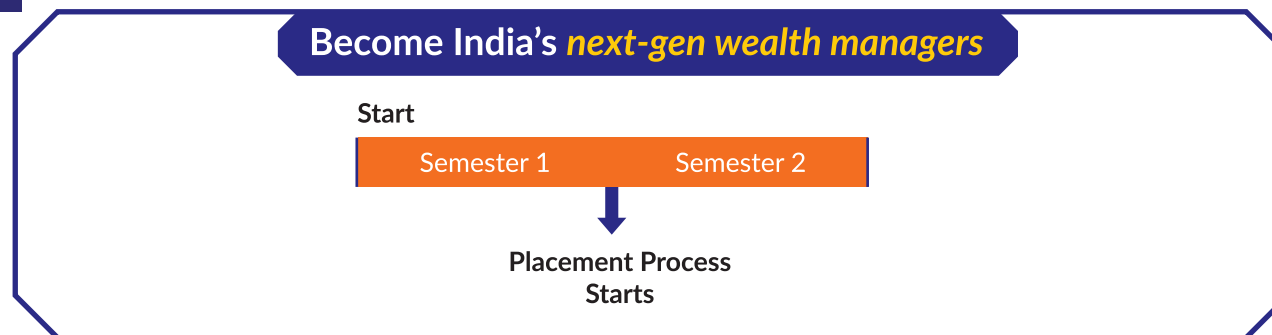 Become India's next-gen wealth managers
Start
Semester 1 Semester 2
Placement Process
Starts